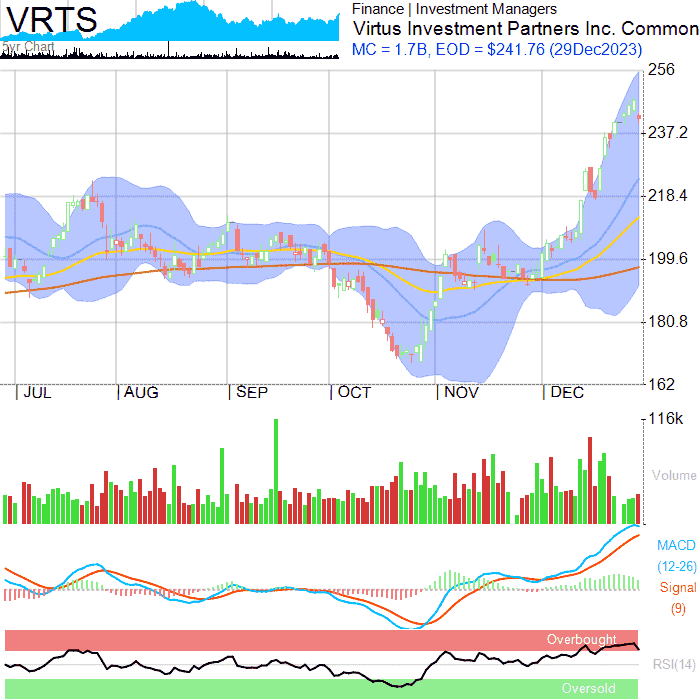 VRTS
5yr Chart
Finance | Investment Managers
Virtus Investment Partners Inc. Common
MC = 1.7B, EOD = $241.76 (29Dec2023)
256
237.2
218.4
199.6
180.8
162
JUL AUG SEP OCT NOV DEC
116k
Volume
MACD
(12-26)
Signal
(9)
Overbought
RSI(14)
Oversold